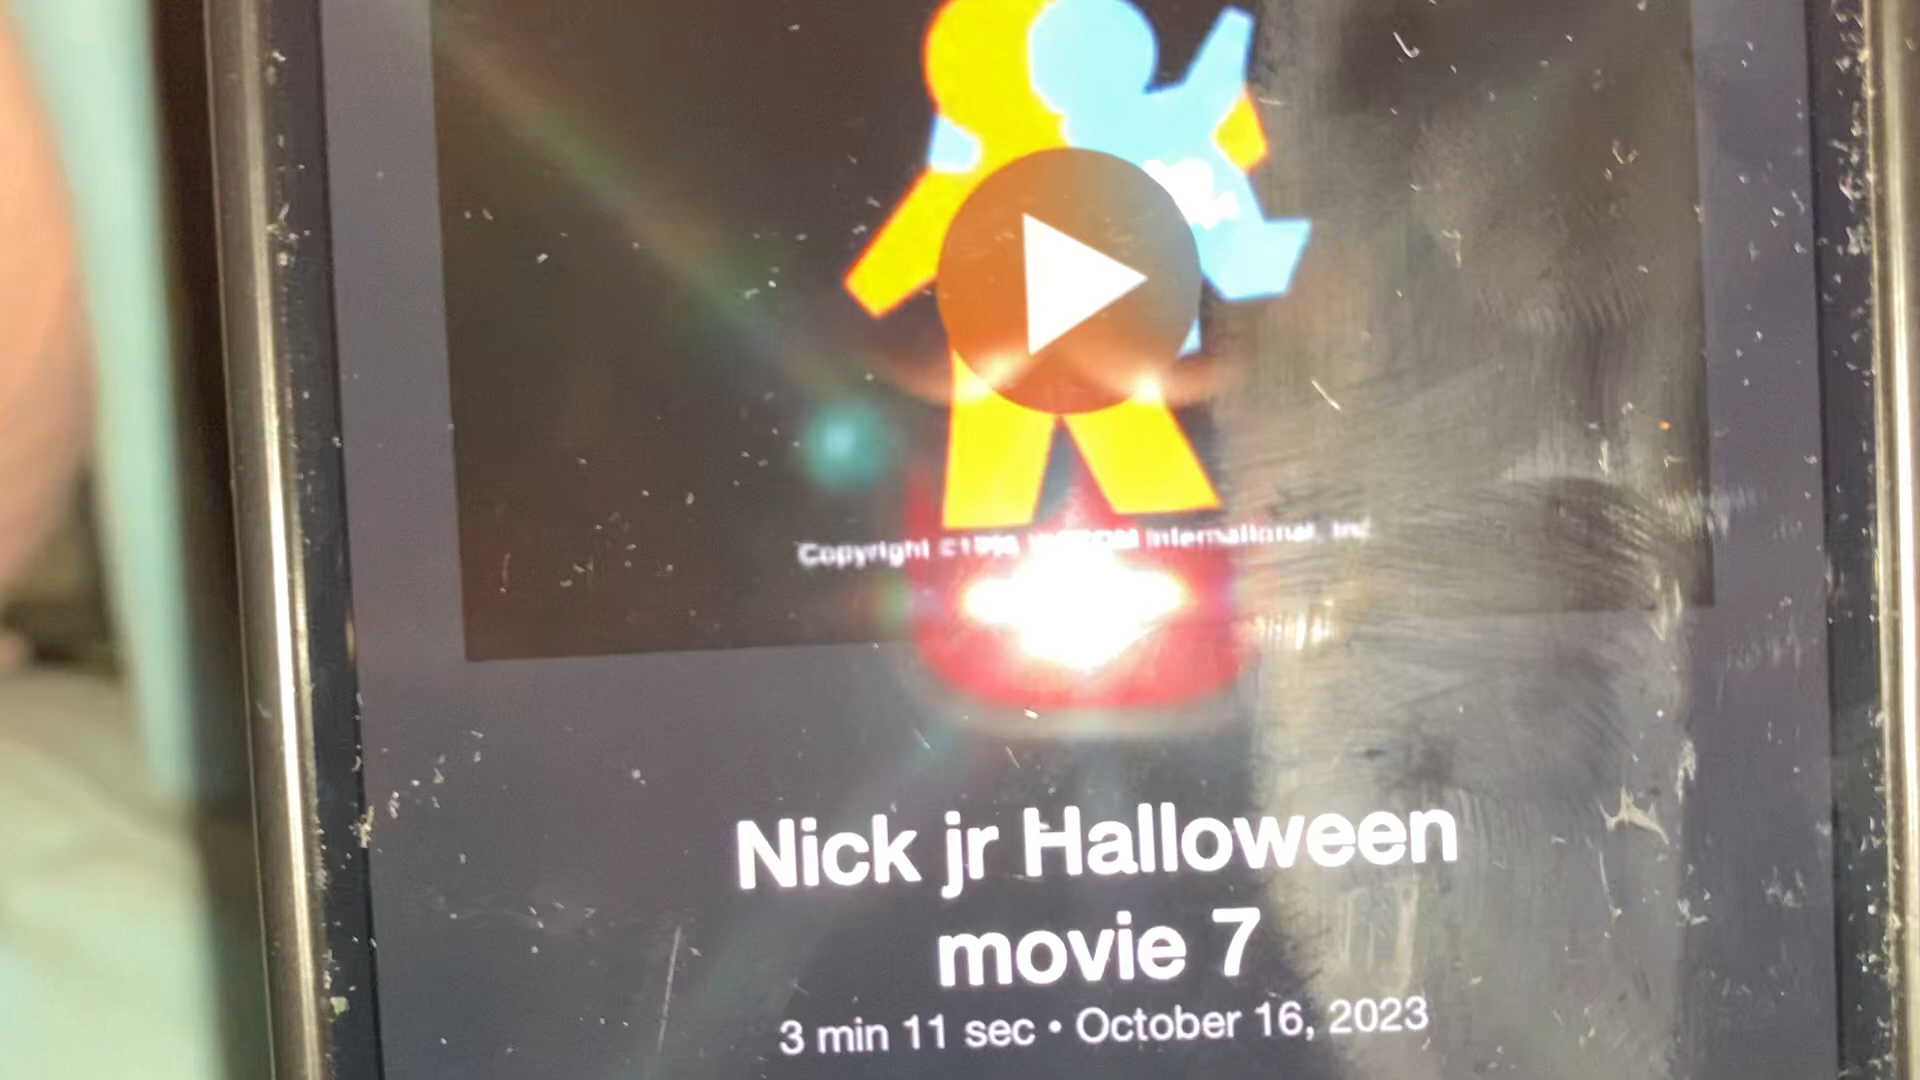 Copyright International, Inc
Nick jr Halloween
movie 7
3 min 11 sec • October 16, 2023